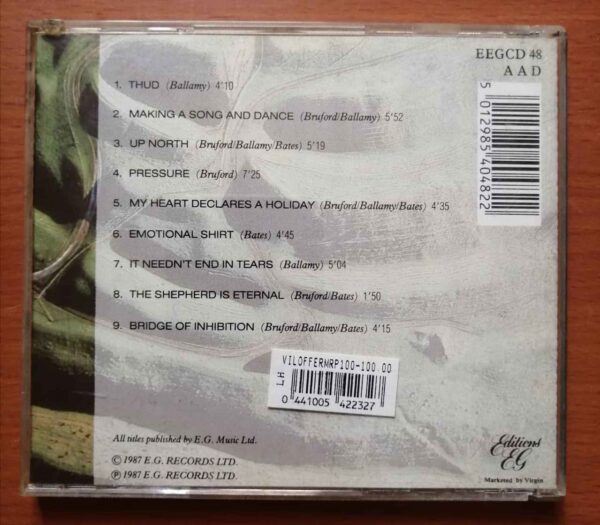 EEGCD 48
A A D
1. THUD (Ballamy) 4'10
2. MAKING A SONG AND DANCE (Bruford/Ballamy) 5'52
3. UP NORTH (Bruford/Ballamy/Bates) 5'19
4. PRESSURE (Bruford) 7'25
5. MY HEART DECLARES A HOLIDAY (Bruford/Ballamy/Bates) 4'35
6. EMOTIONAL SHIRT (Bates) 4'45
7. IT NEEDN'T END IN TEARS (Ballamy) 5'04
8. THE SHEPHERD IS ETERNAL (Bruford/Bates) 1'50
9. BRIDGE OF INHIBITION (Bruford/Ballamy/Bates) 4'15
5 012985 404822
VILOFFERMRP100-100.00
LH
0 441005 422327
All titles published by E.G. Music Ltd.
© 1987 E.G. RECORDS LTD.
℗ 1987 E.G. RECORDS LTD.
Editions
EG
Marketed by Virgin